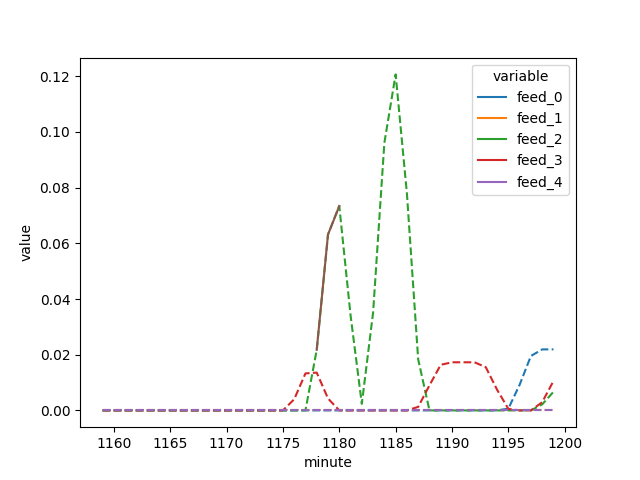 variable
feed_0
feed_1
feed_2
feed_3
feed_4
value
0.12
0.10
0.08
0.06
0.04
0.02
0.00
1160 1165 1170 1175 1180 1185 1190 1195 1200
minute